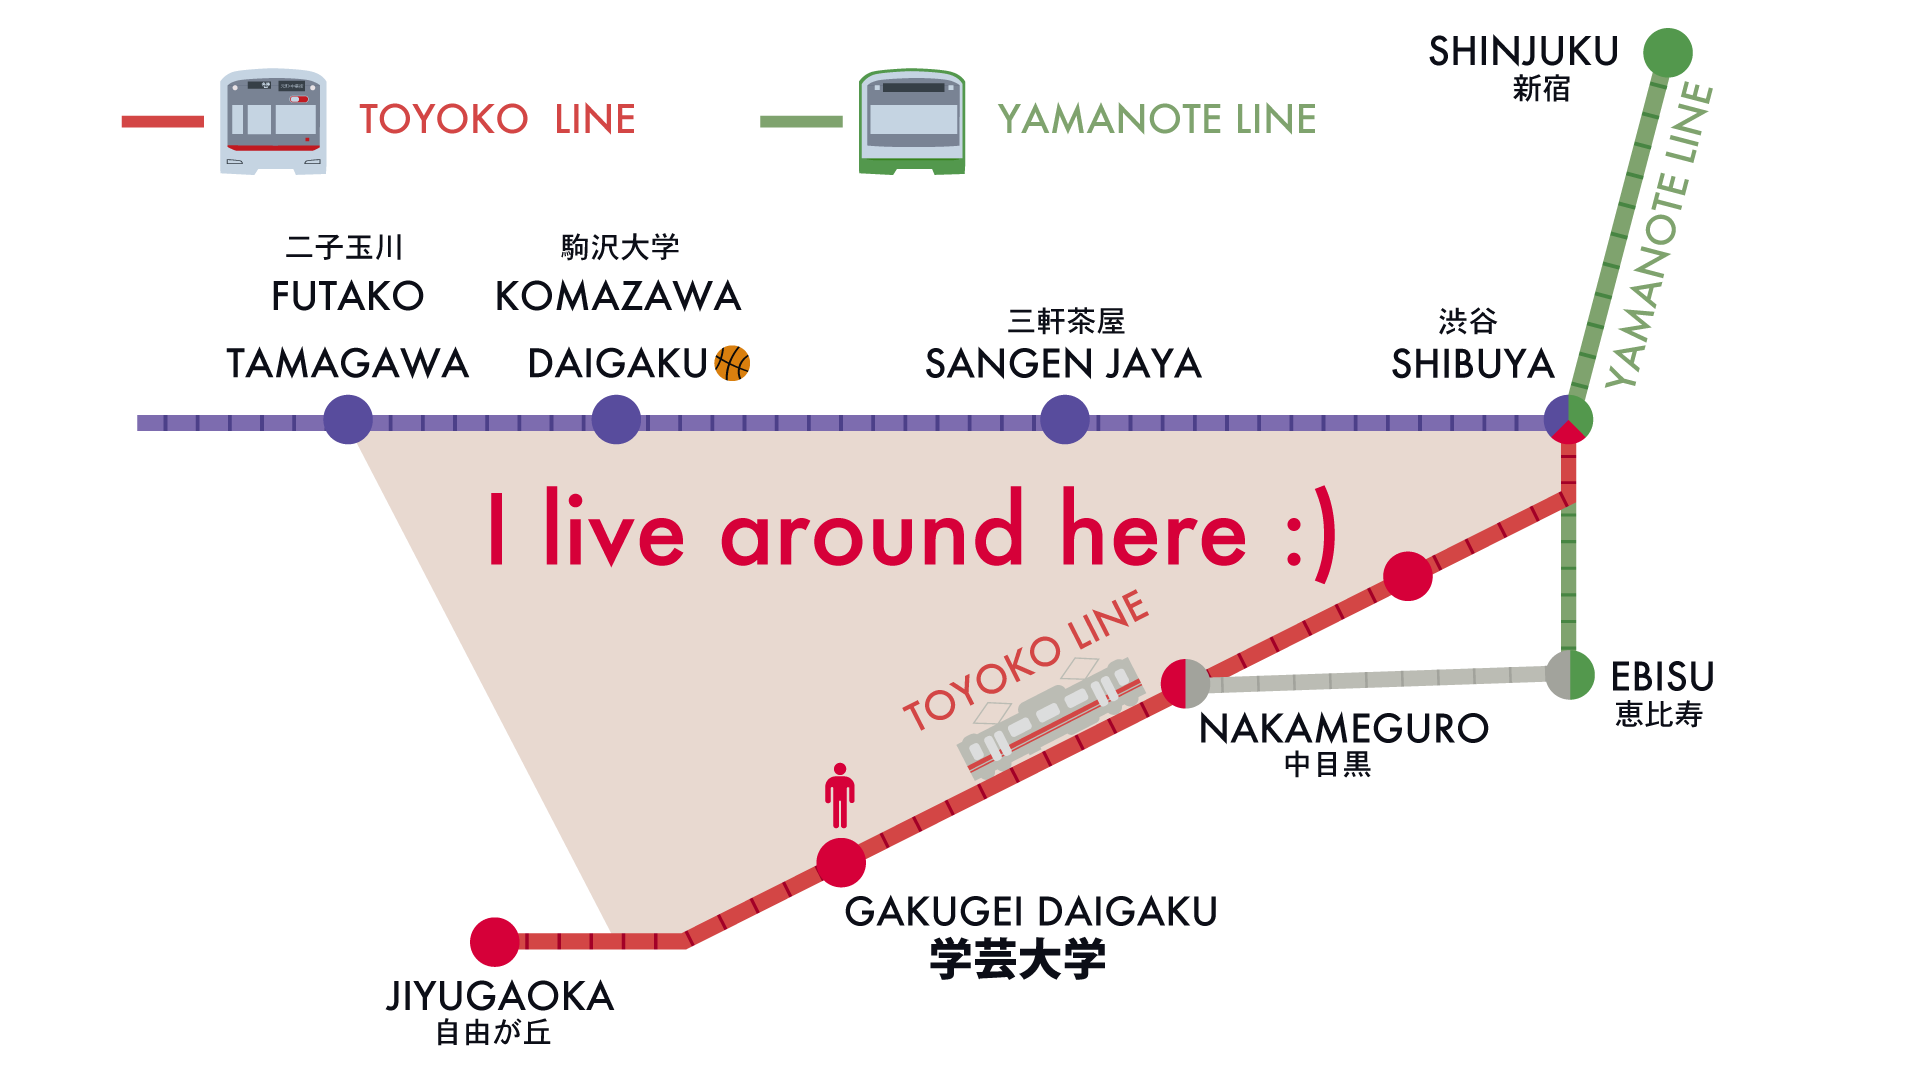 TOYOKO LINE
YAMANOTE LINE
SHINJUKU
新宿
YAMANOTE LINE
二子玉川
FUTAKO
TAMAGAWA
駒沢大学
KOMAZAWA
DAIGAKU
三軒茶屋
SANGEN JAYA
渋谷
SHIBUYA
I live around here :)
TOYOKO LINE
EBISU
恵比寿
NAKAMEGURO
中目黒
GAKUGEI DAIGAKU
学芸大学
JIYUGAOKA
自由が丘